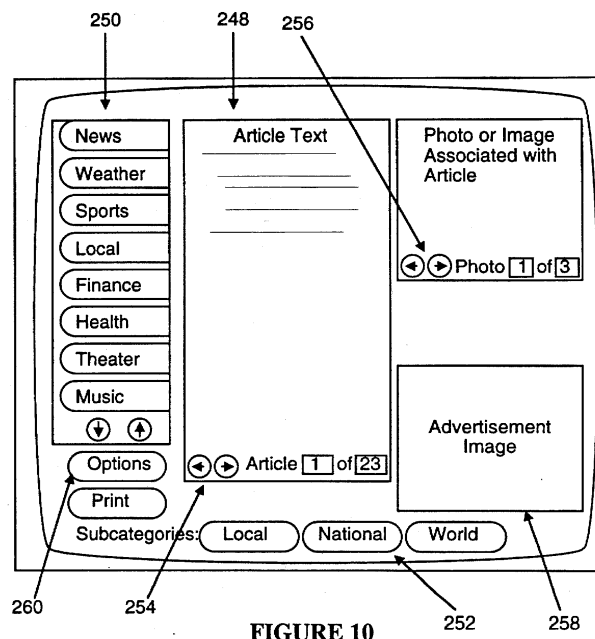 250
248
256
News
Weather
Sports
Local
Finance
Health
Theater
Music
Options
Print
Article Text
Article 1 of 23
Photo or Image
Associated with
Article
Photo 1 of 3
Advertisement
Image
Subcategories: Local National World
260
254
252
258
FIGURE 10